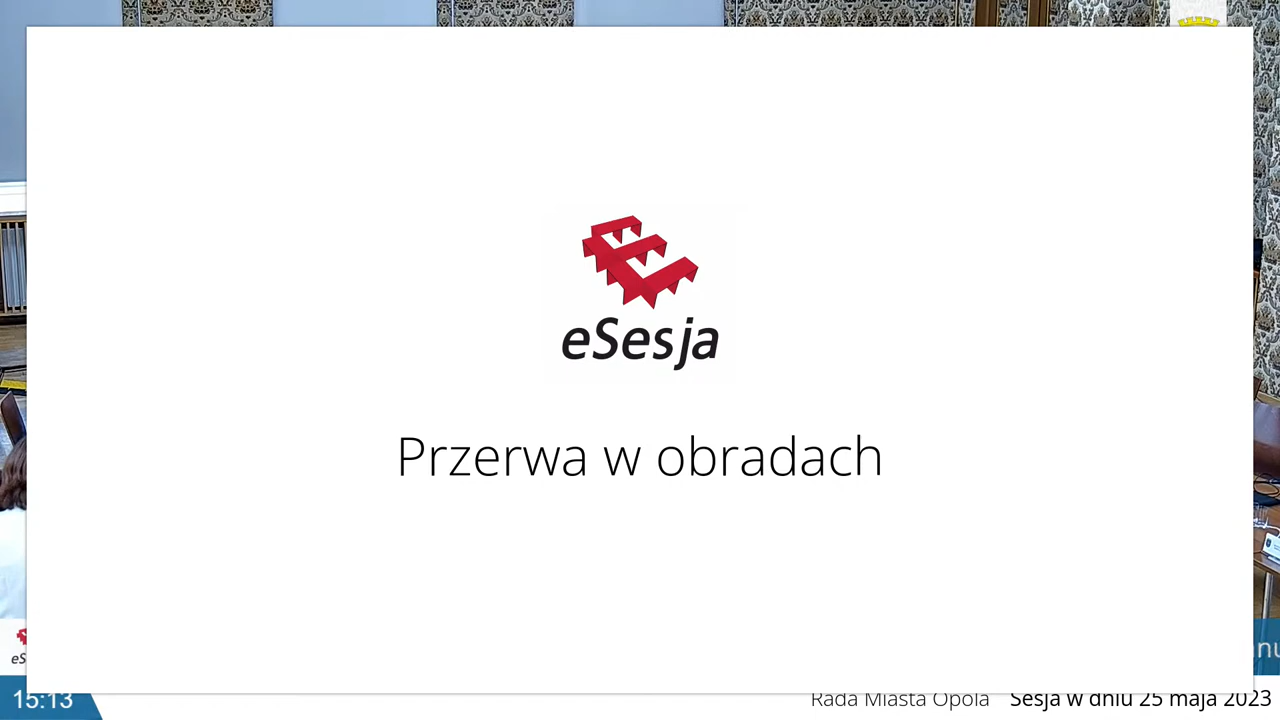 eSesja
Przerwa w obradach
15:13
Rada Miasta Opola Sesja w dniu 25 maja 2023